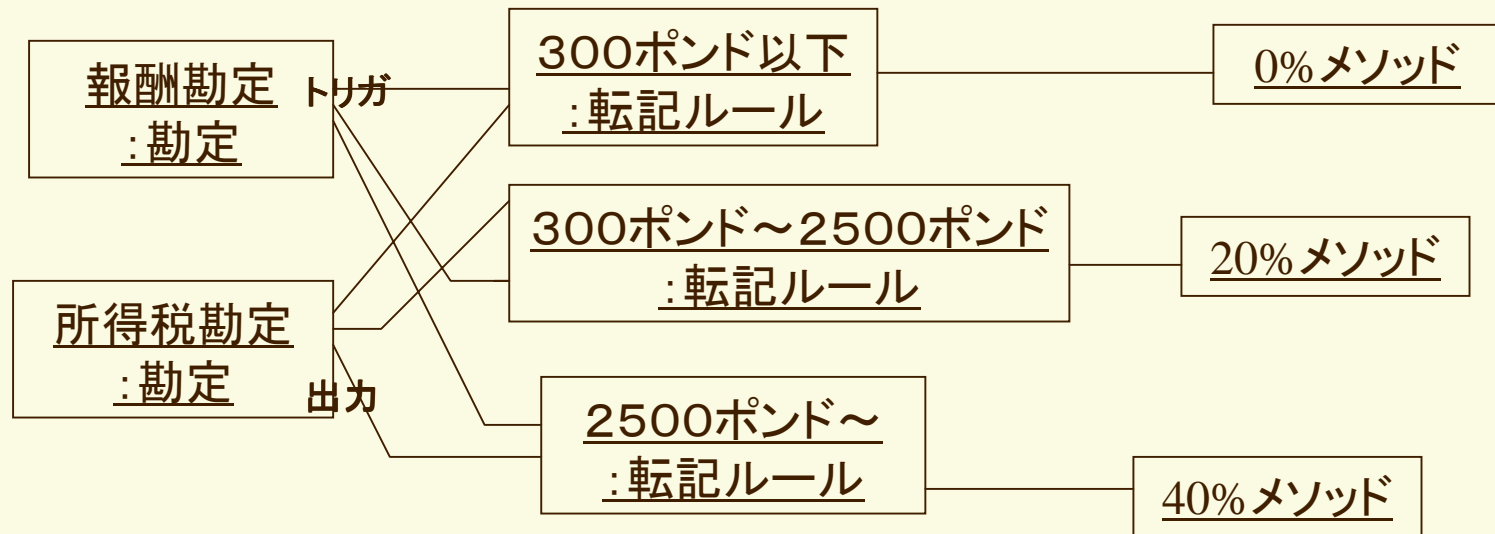 報酬勘定
:勘定
トリガ
300ポンド以下
:転記ルール
0%メソッド
300ポンド～2500ポンド
:転記ルール
20%メソッド
所得税勘定
:勘定
出力
2500ポンド～
:転記ルール
40%メソッド